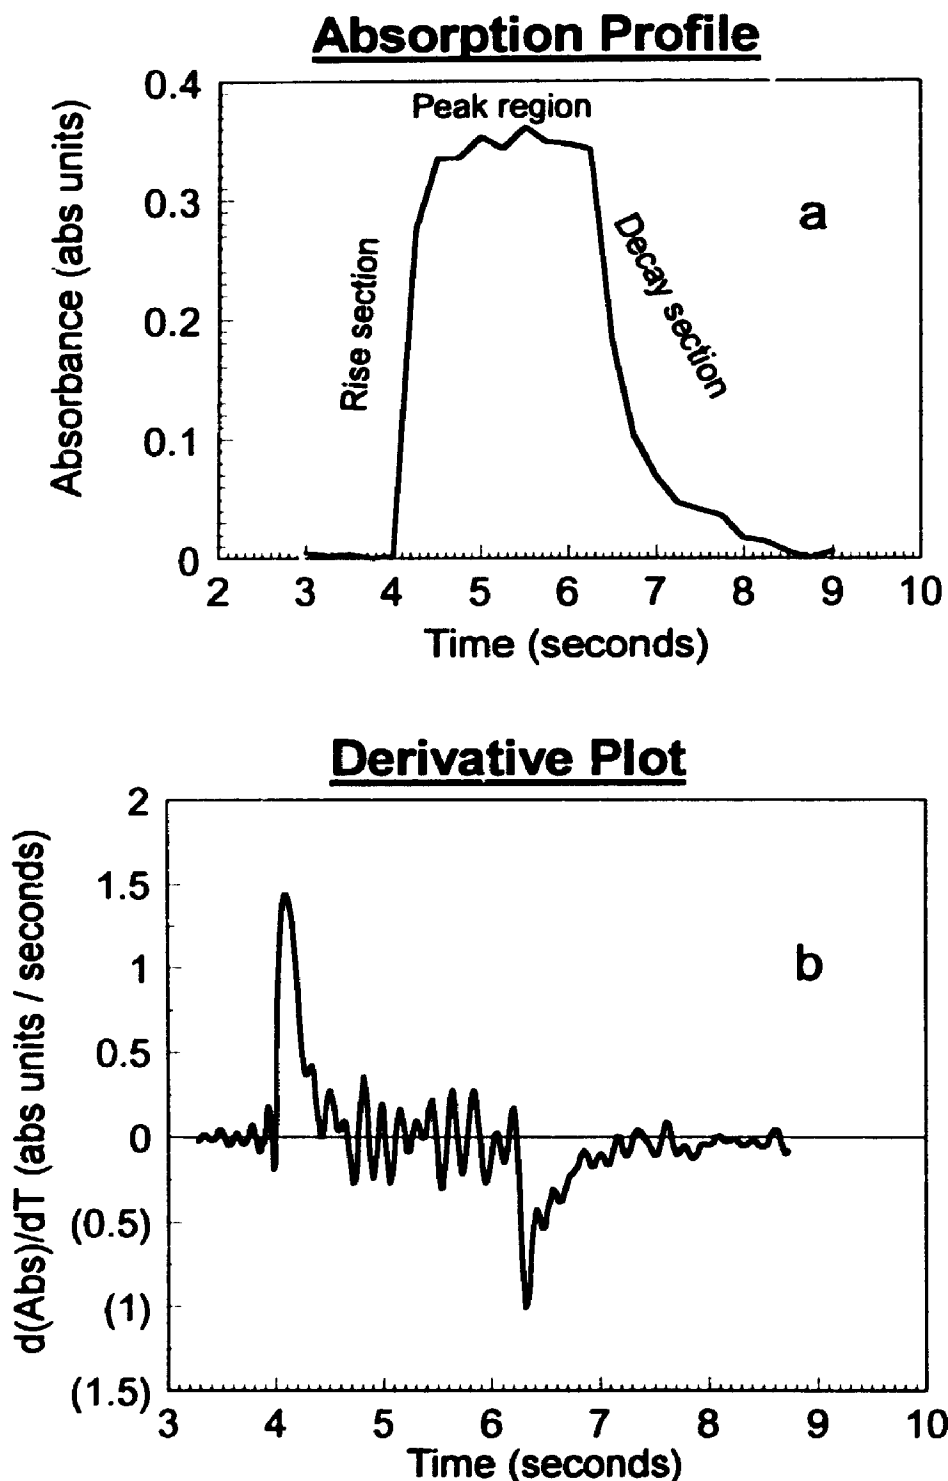 Absorption Profile
0.4
Peak region
0.3
a
Absorbance (abs units)
Rise section
Decay section
0.2
0.1
0
2 3 4 5 6 7 8 9 10
Time (seconds)
Derivative Plot
2
1.5
b
1
d(Abs)/dT (abs units / seconds)
0.5
0
(0.5)
(1)
(1.5)
3 4 5 6 7 8 9 10
Time (seconds)